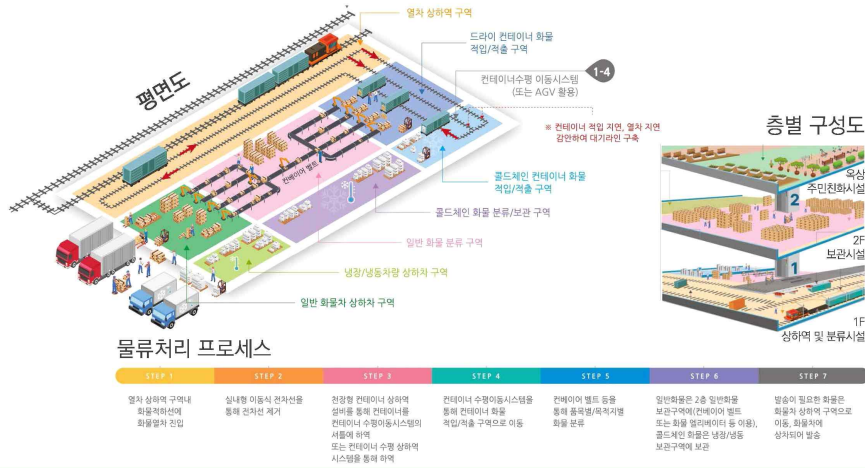 평면도
열차 상하역 구역
드라이 컨테이너 화물
적입/적출 구역
컨테이너수평 이동시스템
(또는 AGV 활용)
1-4
※ 컨테이너 적입 지연, 열차 지연
감안하여 대기라인 구축
콜드체인 컨테이너 화물
적입/적출 구역
콜드체인 화물 분류/보관 구역
일반 화물 분류 구역
냉장/냉동차량 상하차 구역
일반 화물차 상하차 구역
컨베이어 벨트
층별 구성도
옥상
주민친화시설
2
2F
보관시설
1
1F
상하역 및 분류시설
물류처리 프로세스
STEP 1
열차 상하역 구역내
화물적하선에
화물열차 진입
STEP 2
실내형 이동식 전차선을
통해 전차선 제거
STEP 3
천장형 컨테이너 상하역
설비를 통해 컨테이너를
컨테이너 수평이동시스템의
셔틀에 하역
또는 컨테이너 수평 상하역
시스템을 통해 하역
STEP 4
컨테이너 수평이동시스템을
통해 컨테이너 화물
적입/적출 구역으로 이동
STEP 5
컨베이어 벨트 등을
통해 품목별/목적지별
화물 분류
STEP 6
일반화물은 2층 일반화물
보관구역에(컨베이어 벨트
또는 화물 엘리베이터 등 이용),
콜드체인 화물은 냉장/냉동
보관구역에 보관
STEP 7
발송이 필요한 화물은
화물차 상하역 구역으로
이동, 화물차에
상차되어 발송